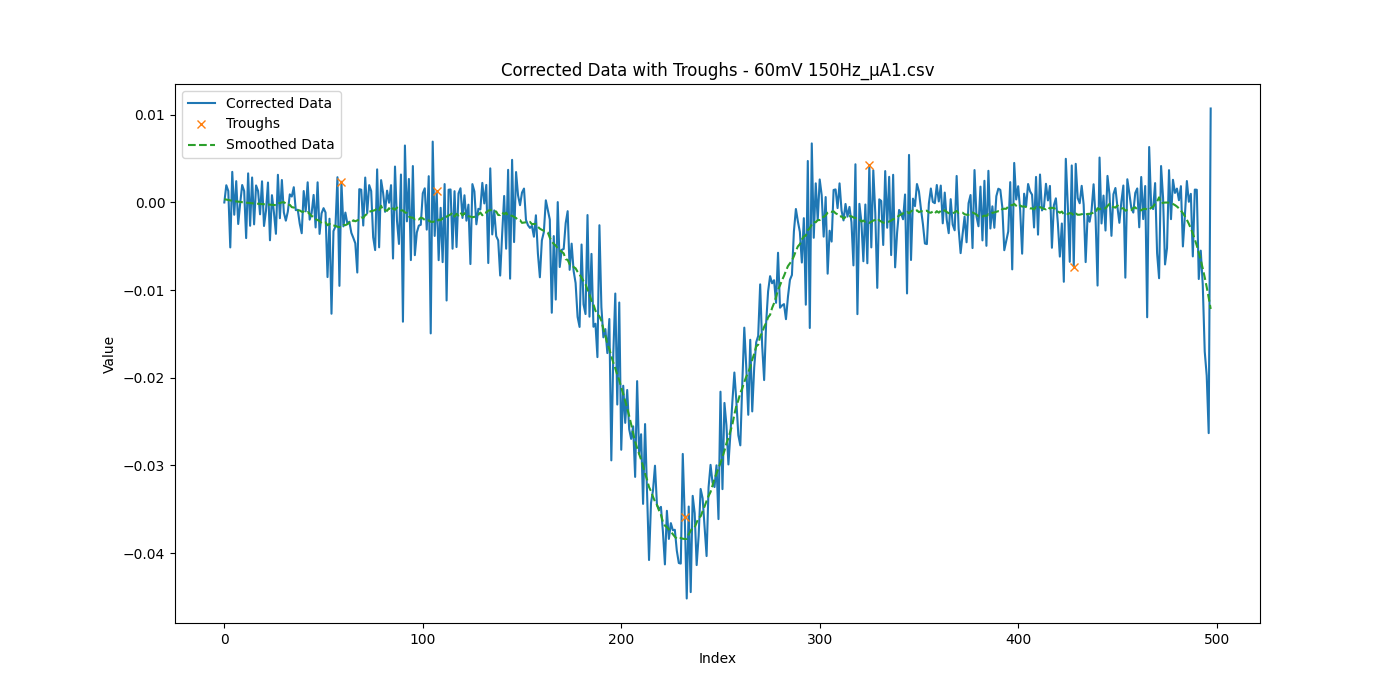 Corrected Data with Troughs - 60mV 150Hz_μA1.csv
Corrected Data
Troughs
Smoothed Data
0.01
0.00
−0.01
−0.02
−0.03
−0.04
Value
0
100
200
300
400
500
Index